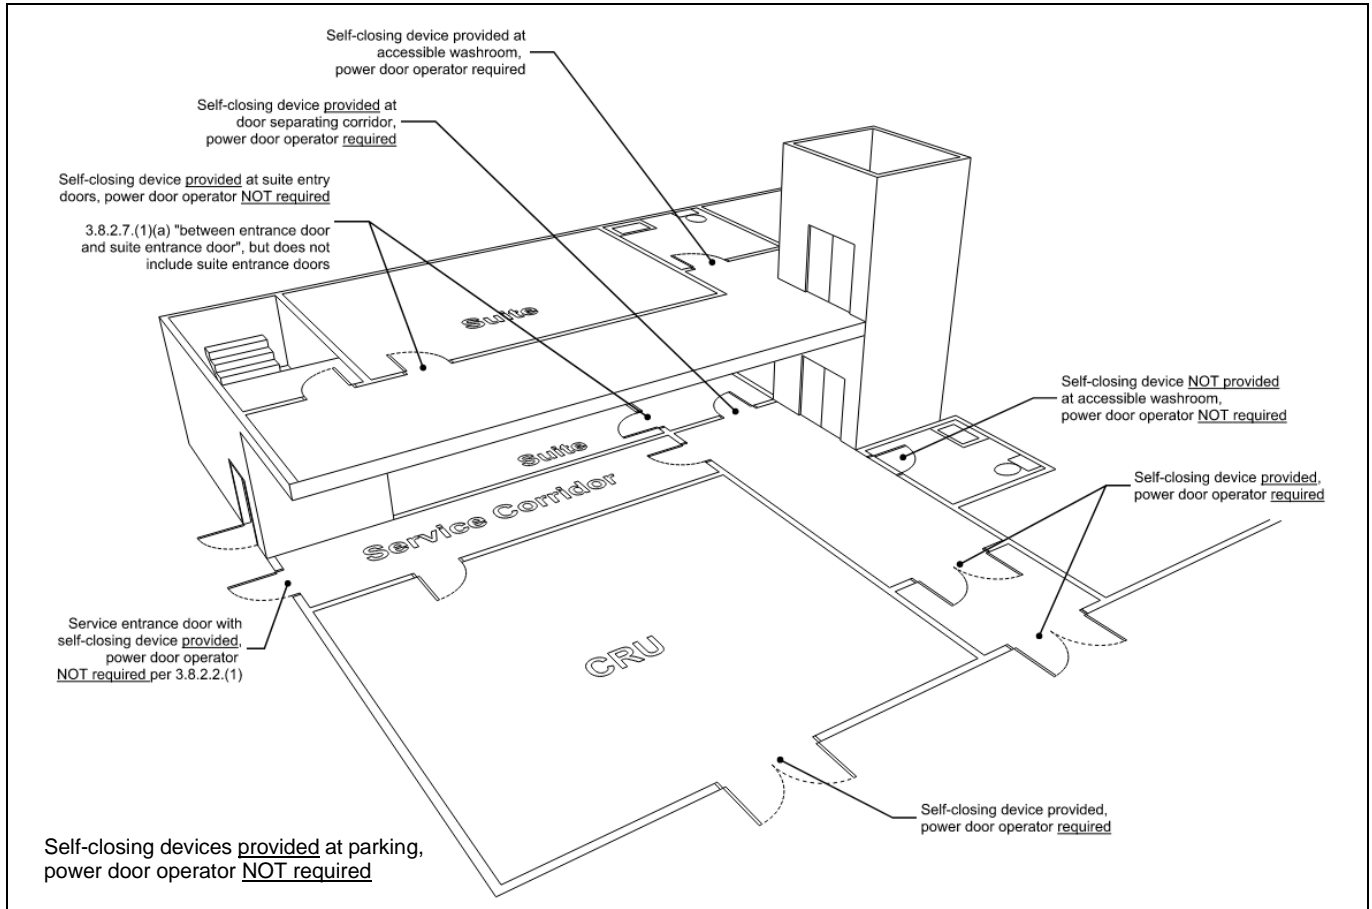 Self-closing device provided at
accessible washroom,
power door operator required
Self-closing device provided at
door separating corridor,
power door operator required
Self-closing device provided at suite entry
doors, power door operator NOT required
3.8.2.7.(1)(a) "between entrance door
and suite entrance door", but does not
include suite entrance doors
Suite
Self-closing device NOT provided
at accessible washroom,
power door operator NOT required
Suite
Service Corridor
Self-closing device provided,
power door operator required
Service entrance door with
self-closing device provided,
power door operator
NOT required per 3.8.2.2.(1)
CRU
Self-closing device provided,
power door operator required
Self-closing devices provided at parking,
power door operator NOT required